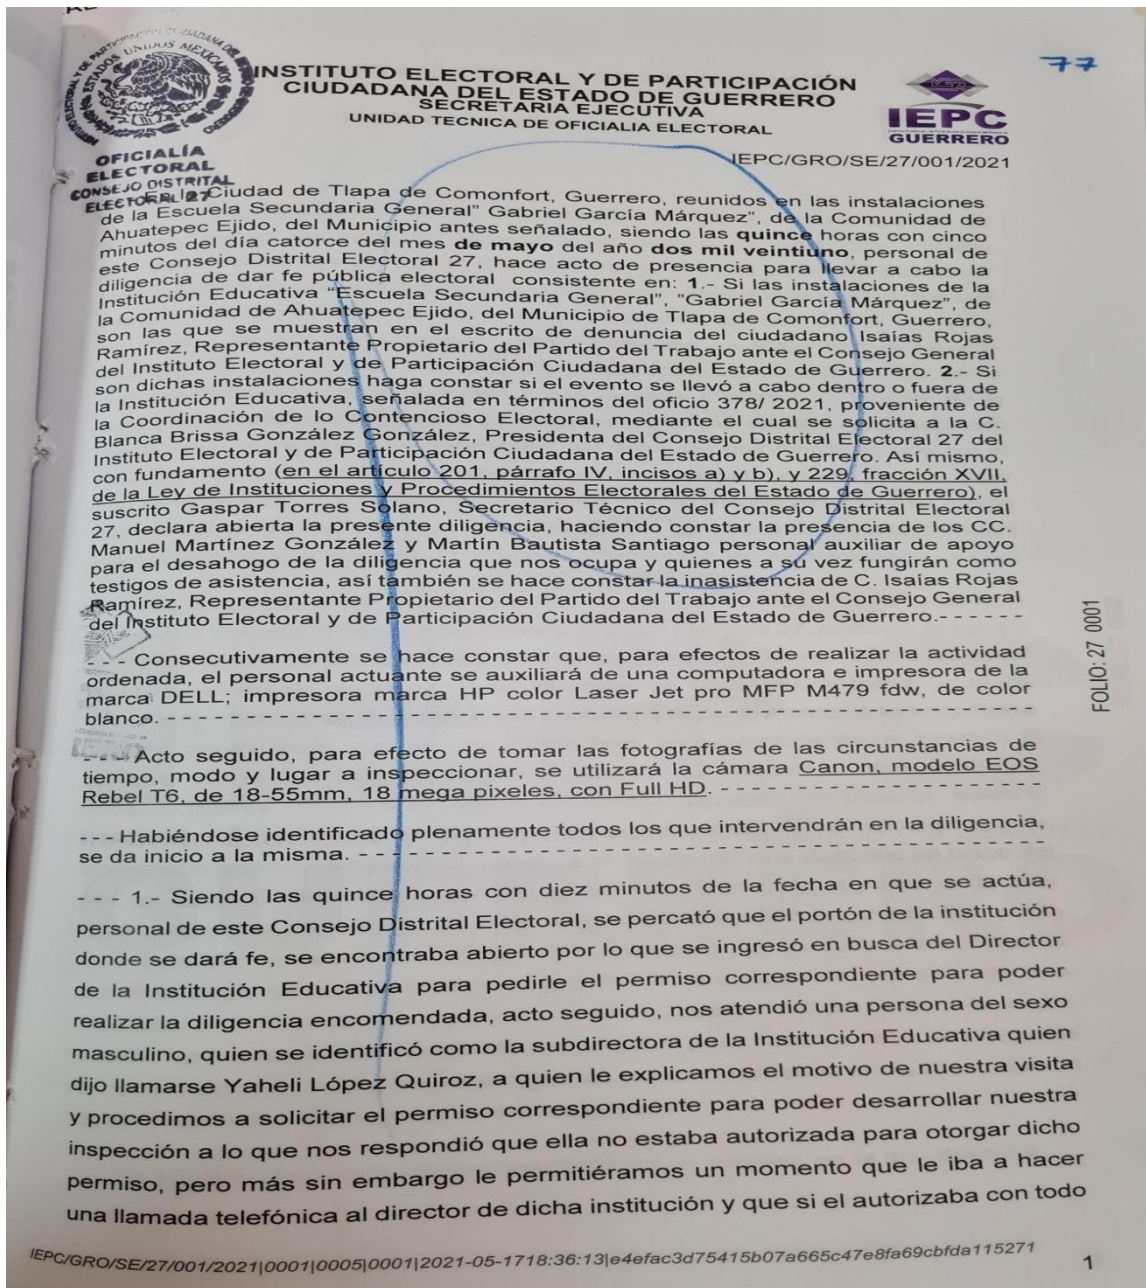 77
INSTITUTO ELECTORAL Y DE PARTICIPACIÓN
CIUDADANA DEL ESTADO DE GUERRERO
SECRETARIA EJECUTIVA
UNIDAD TECNICA DE OFICIALIA ELECTORAL
ESTADOS UNIDOS MEXICANOS
IEPC
GUERRERO
OFICIALÍA
ELECTORAL
CONSEJO DISTRITAL
ELECTORAL 27
IEPC/GRO/SE/27/001/2021
En la Ciudad de Tlapa de Comonfort, Guerrero, reunidos en las instalaciones
de la Escuela Secundaria General" Gabriel García Márquez", de la Comunidad de
Ahuatepec Ejido, del Municipio antes señalado, siendo las quince horas con cinco
minutos del día catorce del mes de mayo del año dos mil veintiuno, personal de
este Consejo Distrital Electoral 27, hace acto de presencia para llevar a cabo la
diligencia de dar fe pública electoral consistente en: 1.- Si las instalaciones de la
Institución Educativa "Escuela Secundaria General", "Gabriel García Márquez", de
la Comunidad de Ahuatepec Ejido, del Municipio de Tlapa de Comonfort, Guerrero,
son las que se muestran en el escrito de denuncia del ciudadano Isaías Rojas
Ramírez, Representante Propietario del Partido del Trabajo ante el Consejo General
del Instituto Electoral y de Participación Ciudadana del Estado de Guerrero. 2.- Si
son dichas instalaciones haga constar si el evento se llevó a cabo dentro o fuera de
la Institución Educativa, señalada en términos del oficio 378/ 2021, proveniente de
la Coordinación de lo Contencioso Electoral, mediante el cual se solicita a la C.
Blanca Brissa González González, Presidenta del Consejo Distrital Electoral 27 del
Instituto Electoral y de Participación Ciudadana del Estado de Guerrero. Así mismo,
con fundamento (en el artículo 201, párrafo IV, incisos a) y b), y 229, fracción XVII,
de la Ley de Instituciones y Procedimientos Electorales del Estado de Guerrero), el
suscrito Gaspar Torres Solano, Secretario Técnico del Consejo Distrital Electoral
27, declara abierta la presente diligencia, haciendo constar la presencia de los CC.
Manuel Martínez González y Martín Bautista Santiago personal auxiliar de apoyo
para el desahogo de la diligencia que nos ocupa y quienes a su vez fungirán como
testigos de asistencia, así también se hace constar la inasistencia de C. Isaías Rojas
Ramírez, Representante Propietario del Partido del Trabajo ante el Consejo General
del Instituto Electoral y de Participación Ciudadana del Estado de Guerrero.- - - - - -
- - - Consecutivamente se hace constar que, para efectos de realizar la actividad
ordenada, el personal actuante se auxiliará de una computadora e impresora de la
marca DELL; impresora marca HP color Laser Jet pro MFP M479 fdw, de color
blanco. - - - - - - - - - - - - - - - - - - - - - - - - - - - - - - - - - - - - - - - - - - - - - - - - - - - - - - - -
- - - Acto seguido, para efecto de tomar las fotografías de las circunstancias de
tiempo, modo y lugar a inspeccionar, se utilizará la cámara Canon, modelo EOS
Rebel T6, de 18-55mm, 18 mega pixeles, con Full HD. - - - - - - - - - - - - - - - - - - - - -
- - - Habiéndose identificado plenamente todos los que intervendrán en la diligencia,
se da inicio a la misma. - - - - - - - - - - - - - - - - - - - - - - - - - - - - - - - - - - - - - - - - - - - -
- - - 1.- Siendo las quince horas con diez minutos de la fecha en que se actúa,
personal de este Consejo Distrital Electoral, se percató que el portón de la institución
donde se dará fe, se encontraba abierto por lo que se ingresó en busca del Director
de la Institución Educativa para pedirle el permiso correspondiente para poder
realizar la diligencia encomendada, acto seguido, nos atendió una persona del sexo
masculino, quien se identificó como la subdirectora de la Institución Educativa quien
dijo llamarse Yaheli López Quiroz, a quien le explicamos el motivo de nuestra visita
y procedimos a solicitar el permiso correspondiente para poder desarrollar nuestra
inspección a lo que nos respondió que ella no estaba autorizada para otorgar dicho
permiso, pero más sin embargo le permitiéramos un momento que le iba a hacer
una llamada telefónica al director de dicha institución y que si el autorizaba con todo
FOLIO: 27 0001
IEPC/GRO/SE/27/001/2021|0001|0005|0001|2021-05-1718:36:13|e4efac3d75415b07a665c47e8fa69cbfda115271
1